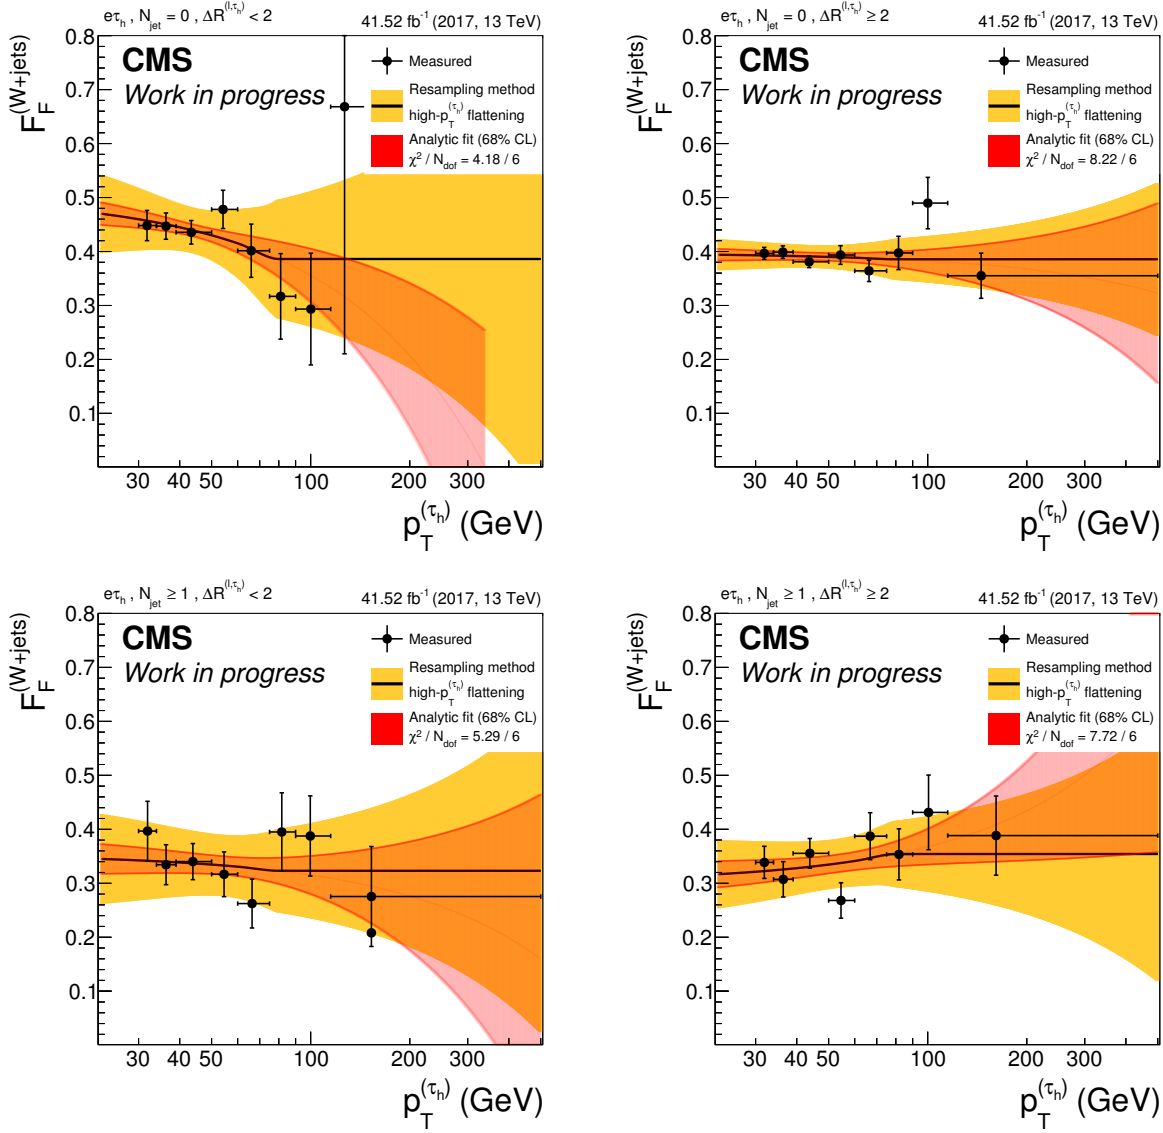 eτh , Njet = 0 , ΔR(l,τh) < 2
41.52 fb-1 (2017, 13 TeV)
CMS
Work in progress
Measured
Resampling method
high-pT(τh) flattening
Analytic fit (68% CL)
χ2 / Ndof = 4.18 / 6
FF(W+jets)
0.8
0.7
0.6
0.5
0.4
0.3
0.2
0.1
30 40 50 100 200 300
pT(τh) (GeV)
eτh , Njet = 0 , ΔR(l,τh) ≥ 2
41.52 fb-1 (2017, 13 TeV)
CMS
Work in progress
Measured
Resampling method
high-pT(τh) flattening
Analytic fit (68% CL)
χ2 / Ndof = 8.22 / 6
FF(W+jets)
0.8
0.7
0.6
0.5
0.4
0.3
0.2
0.1
30 40 50 100 200 300
pT(τh) (GeV)
eτh , Njet ≥ 1 , ΔR(l,τh) < 2
41.52 fb-1 (2017, 13 TeV)
CMS
Work in progress
Measured
Resampling method
high-pT(τh) flattening
Analytic fit (68% CL)
χ2 / Ndof = 5.29 / 6
FF(W+jets)
0.8
0.7
0.6
0.5
0.4
0.3
0.2
0.1
30 40 50 100 200 300
pT(τh) (GeV)
eτh , Njet ≥ 1 , ΔR(l,τh) ≥ 2
41.52 fb-1 (2017, 13 TeV)
CMS
Work in progress
Measured
Resampling method
high-pT(τh) flattening
Analytic fit (68% CL)
χ2 / Ndof = 7.72 / 6
FF(W+jets)
0.8
0.7
0.6
0.5
0.4
0.3
0.2
0.1
30 40 50 100 200 300
pT(τh) (GeV)